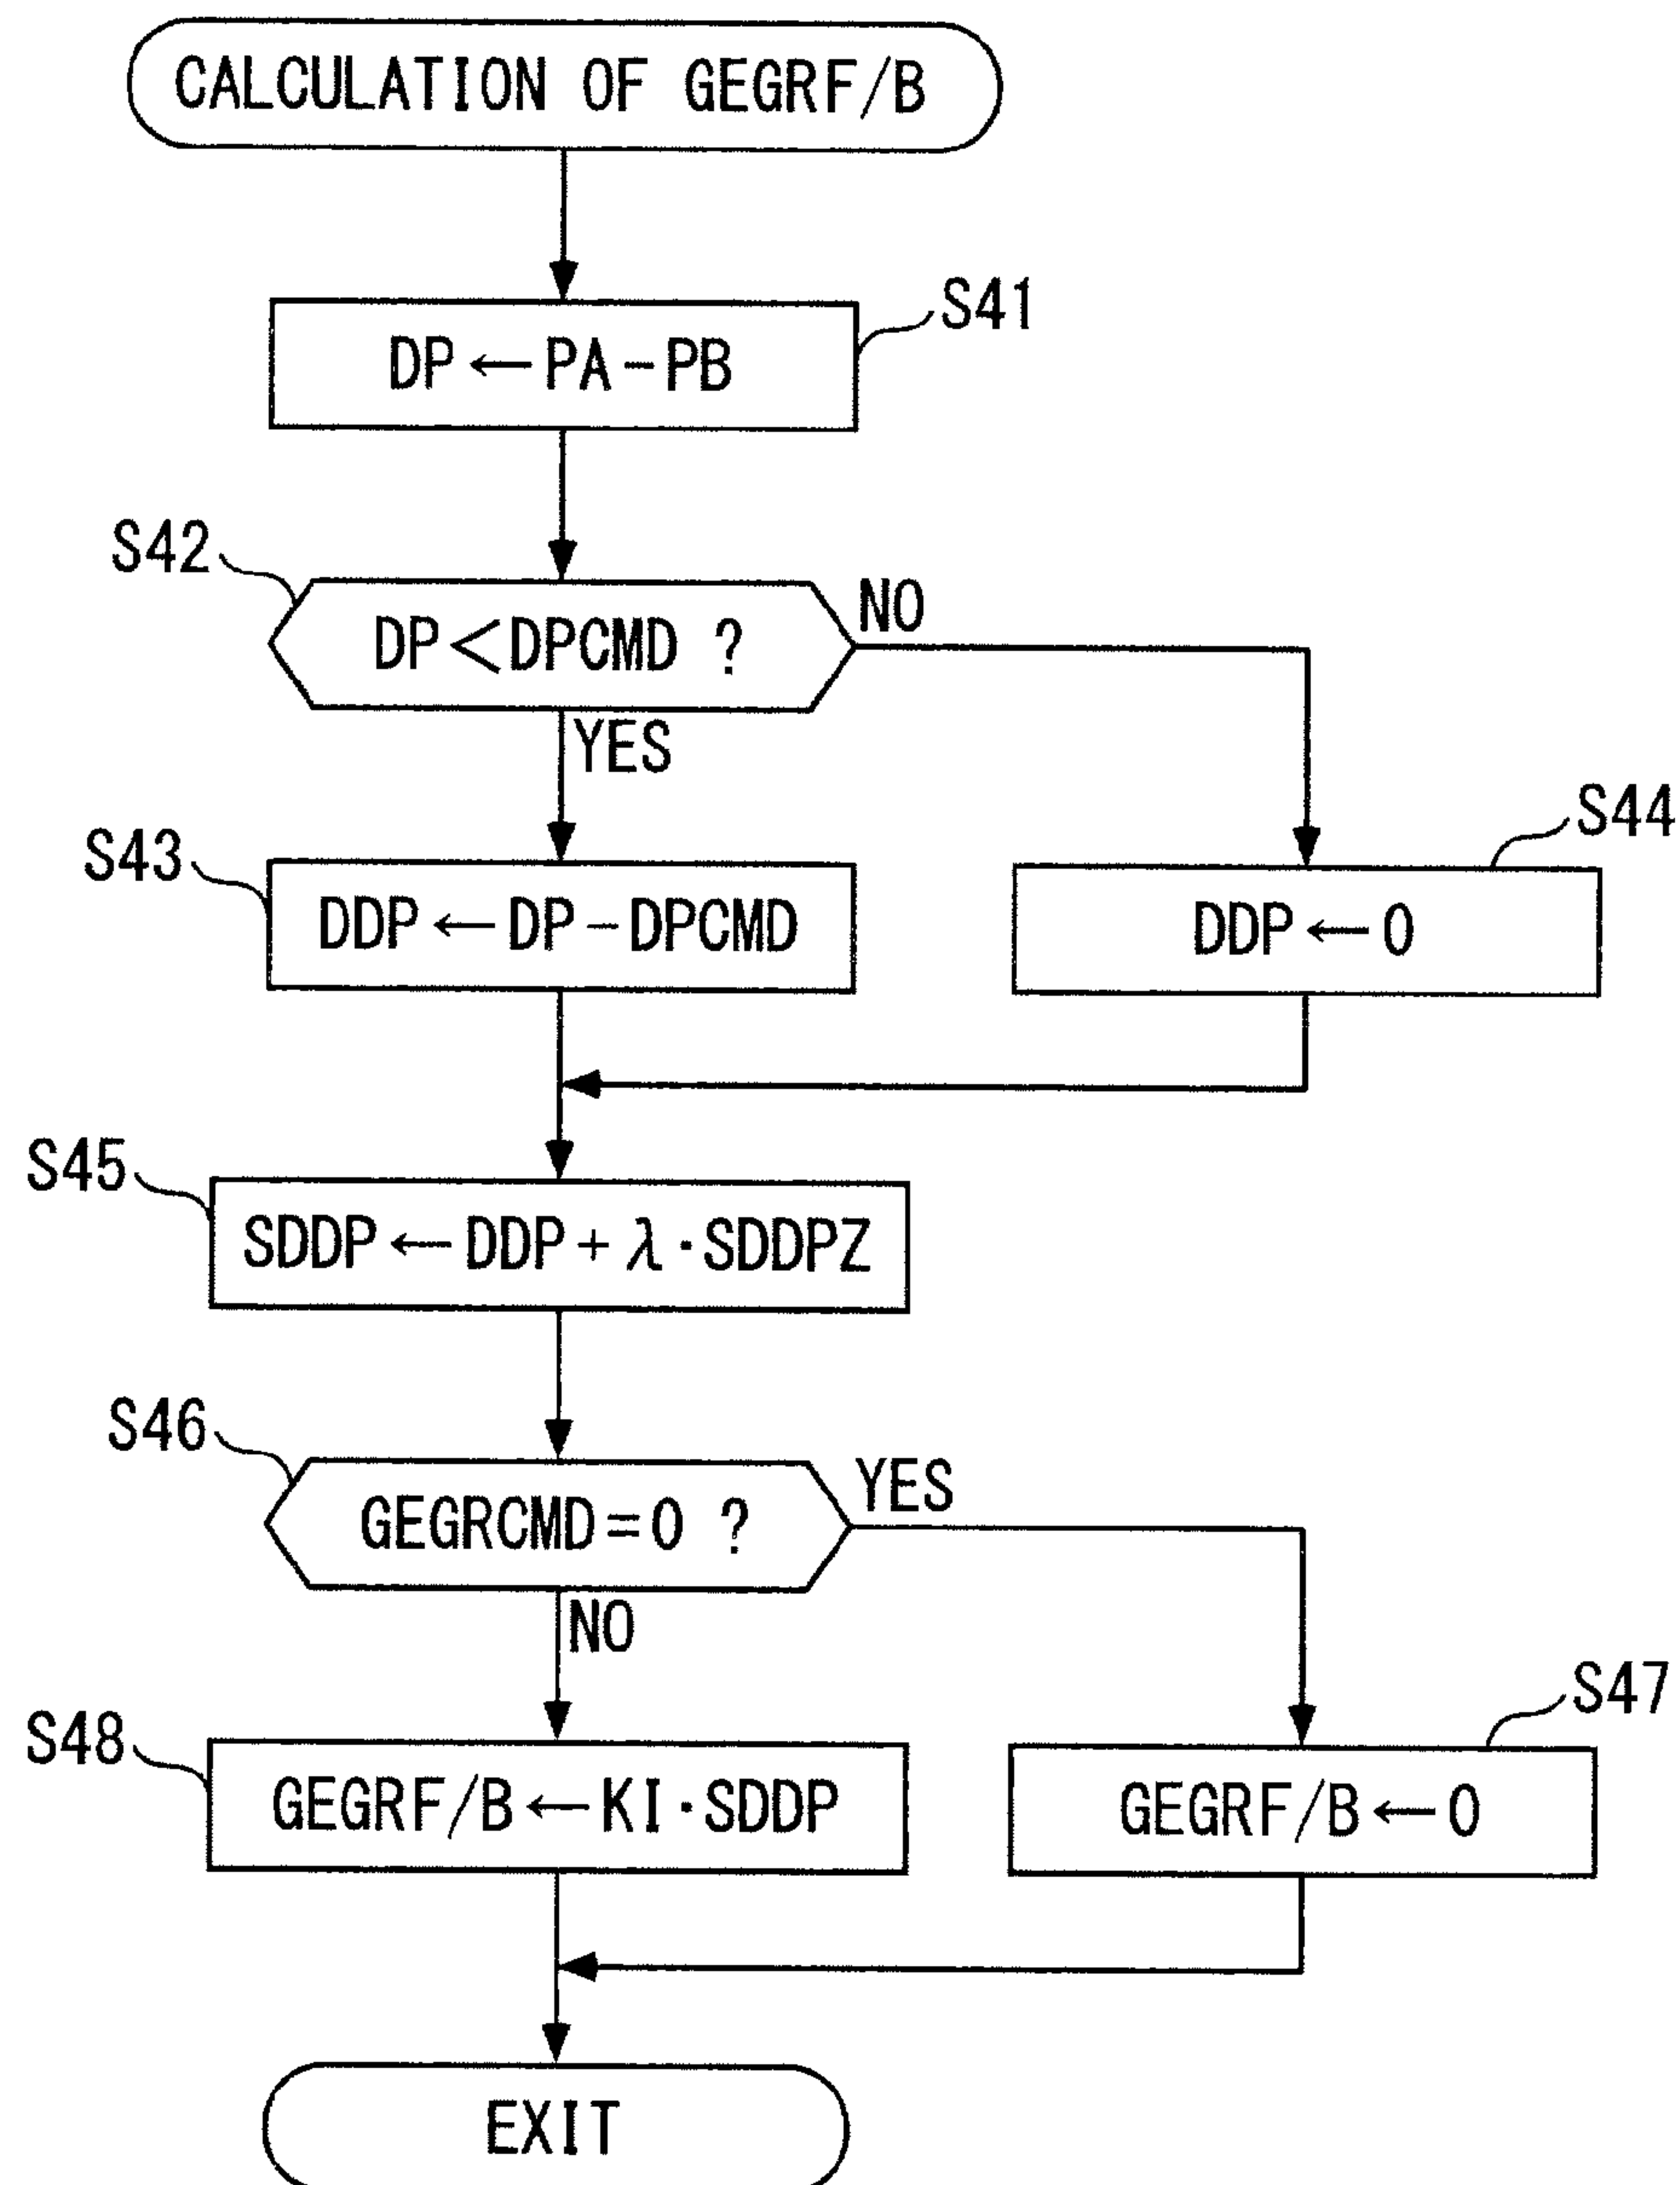 CALCULATION OF GEGRF/B
S41
DP←PA-PB
S42
DP<DPCMD ?
NO
YES
S43
DDP←DP-DPCMD
S44
DDP←0
S45
SDDP←DDP+λ·SDDPZ
S46
GEGRCMD=0 ?
YES
NO
S48
GEGRF/B←KI·SDDP
S47
GEGRF/B←0
EXIT